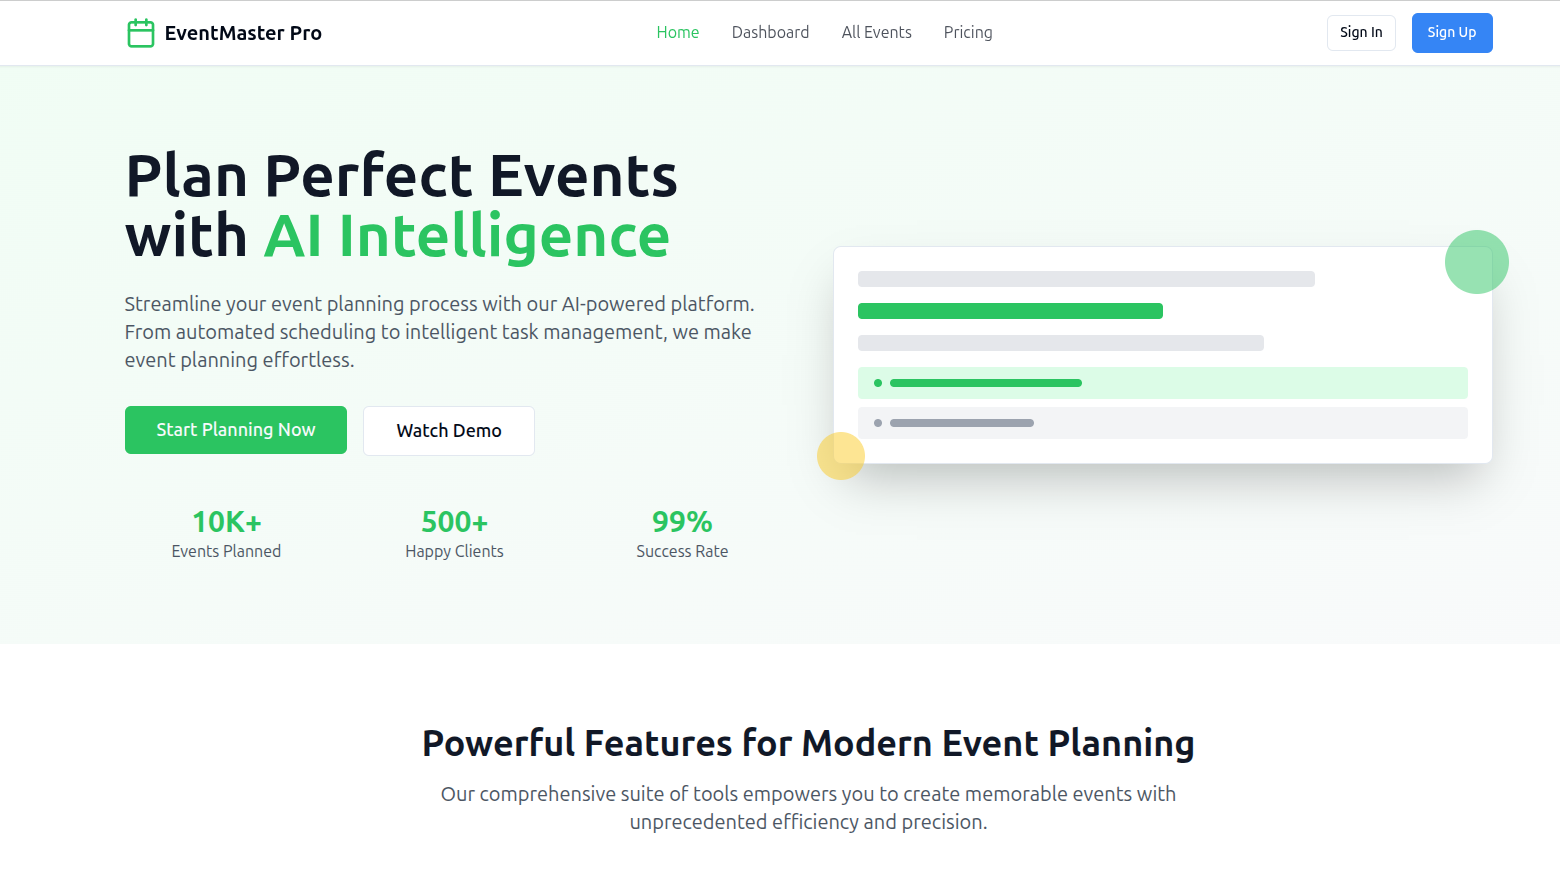 EventMaster Pro
Home
Dashboard
All Events
Pricing
Sign In
Sign Up
Plan Perfect Events
with AI Intelligence
Streamline your event planning process with our AI-powered platform.
From automated scheduling to intelligent task management, we make
event planning effortless.
Start Planning Now
Watch Demo
10K+
Events Planned
500+
Happy Clients
99%
Success Rate
Powerful Features for Modern Event Planning
Our comprehensive suite of tools empowers you to create memorable events with
unprecedented efficiency and precision.